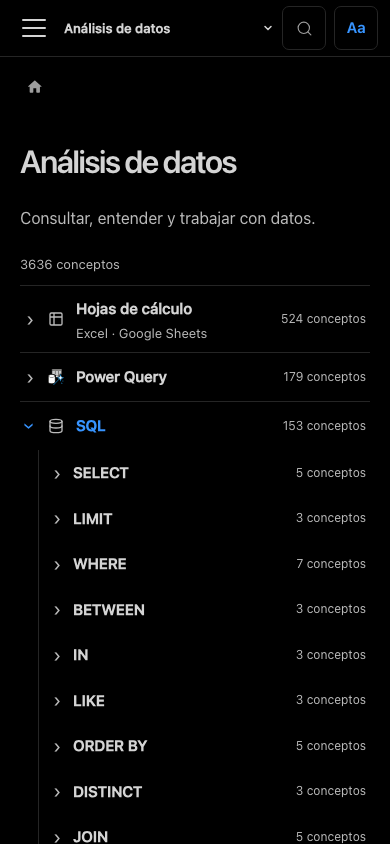 Análisis de datos
Aa
Análisis de datos
Consultar, entender y trabajar con datos.
3636 conceptos
Hojas de cálculo
524 conceptos
Excel · Google Sheets
Power Query
179 conceptos
SQL
153 conceptos
SELECT
5 conceptos
LIMIT
3 conceptos
WHERE
7 conceptos
BETWEEN
3 conceptos
IN
3 conceptos
LIKE
3 conceptos
ORDER BY
5 conceptos
DISTINCT
3 conceptos
JOIN
5 conceptos